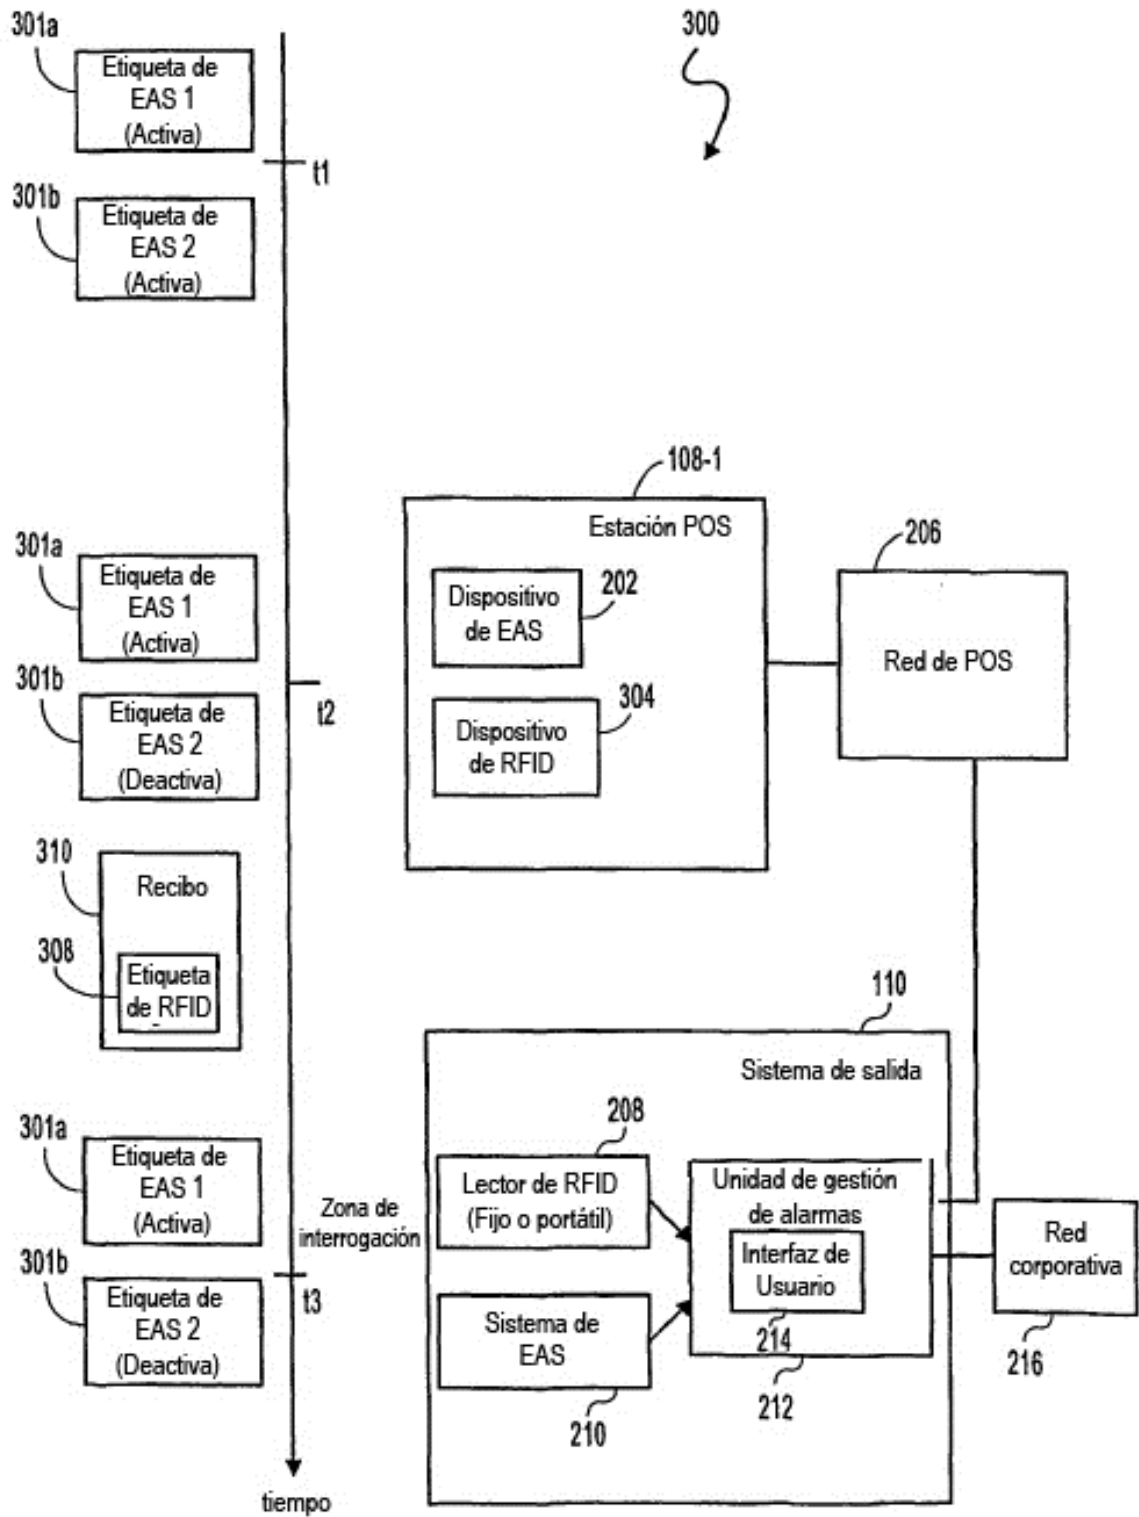 300
301a
Etiqueta de
EAS 1
(Activa)
t1
301b
Etiqueta de
EAS 2
(Activa)
301a
Etiqueta de
EAS 1
(Activa)
t2
301b
Etiqueta de
EAS 2
(Deactiva)
310
Recibo
308
Etiqueta
de RFID
301a
Etiqueta de
EAS 1
(Activa)
Zona de
interrogación
t3
301b
Etiqueta de
EAS 2
(Deactiva)
tiempo
108-1
Estación POS
Dispositivo
de EAS
202
Dispositivo
de RFID
304
206
Red de POS
110
Sistema de salida
208
Lector de RFID
(Fijo o portátil)
Sistema de
EAS
210
Unidad de gestión
de alarmas
Interfaz de
Usuario
214
212
Red
corporativa
216